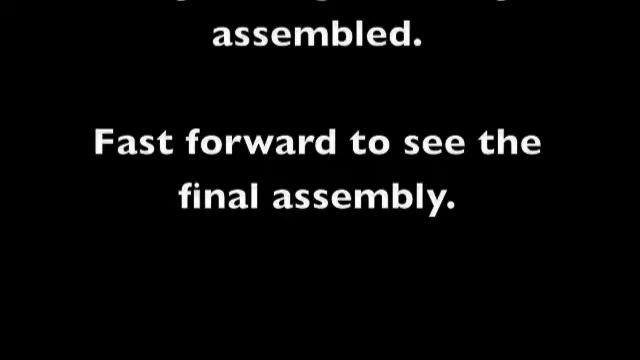 assembled.
Fast forward to see the
final assembly.